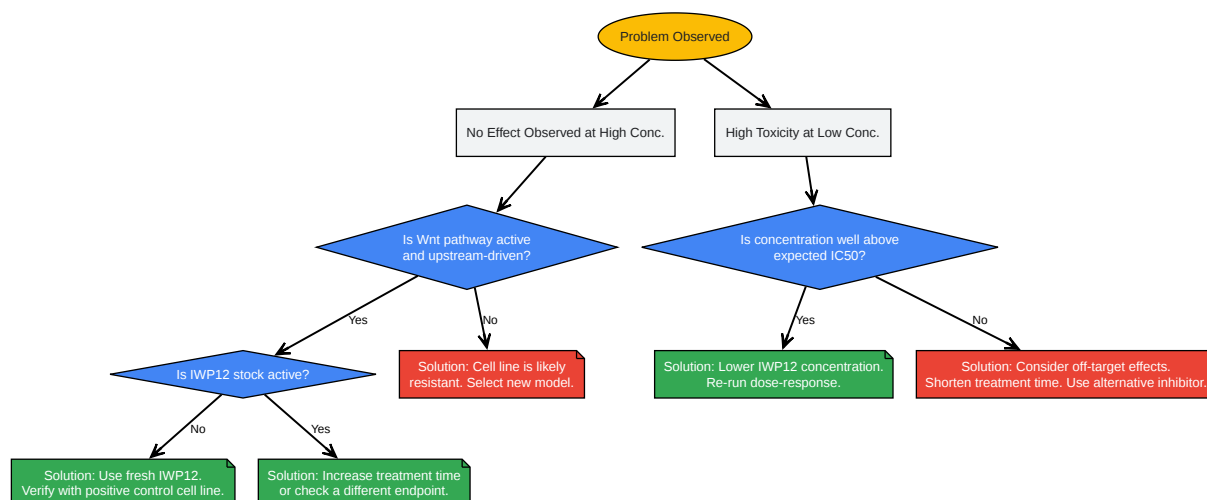 Problem Observed
No Effect Observed at High Conc.
High Toxicity at Low Conc.
Is Wnt pathway active
and upstream-driven?
Is concentration well above
expected IC50?
Yes
No
Yes
No
Is IWP12 stock active?
Solution: Cell line is likely
resistant. Select new model.
Solution: Lower IWP12 concentration.
Re-run dose-response.
Solution: Consider off-target effects.
Shorten treatment time. Use alternative inhibitor.
No
Yes
Solution: Use fresh IWP12.
Verify with positive control cell line.
Solution: Increase treatment time
or check a different endpoint.